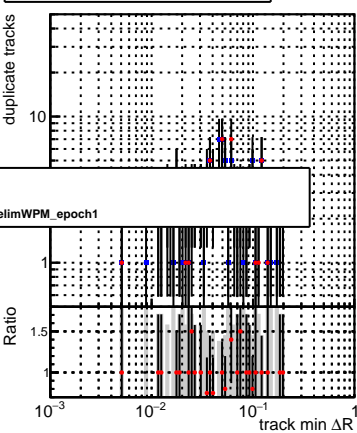 duplicate tracks
10
elimWPM_epoch1
1
Ratio
1.5
1
10⁻³ 10⁻² 10⁻¹ 1
track min ΔR